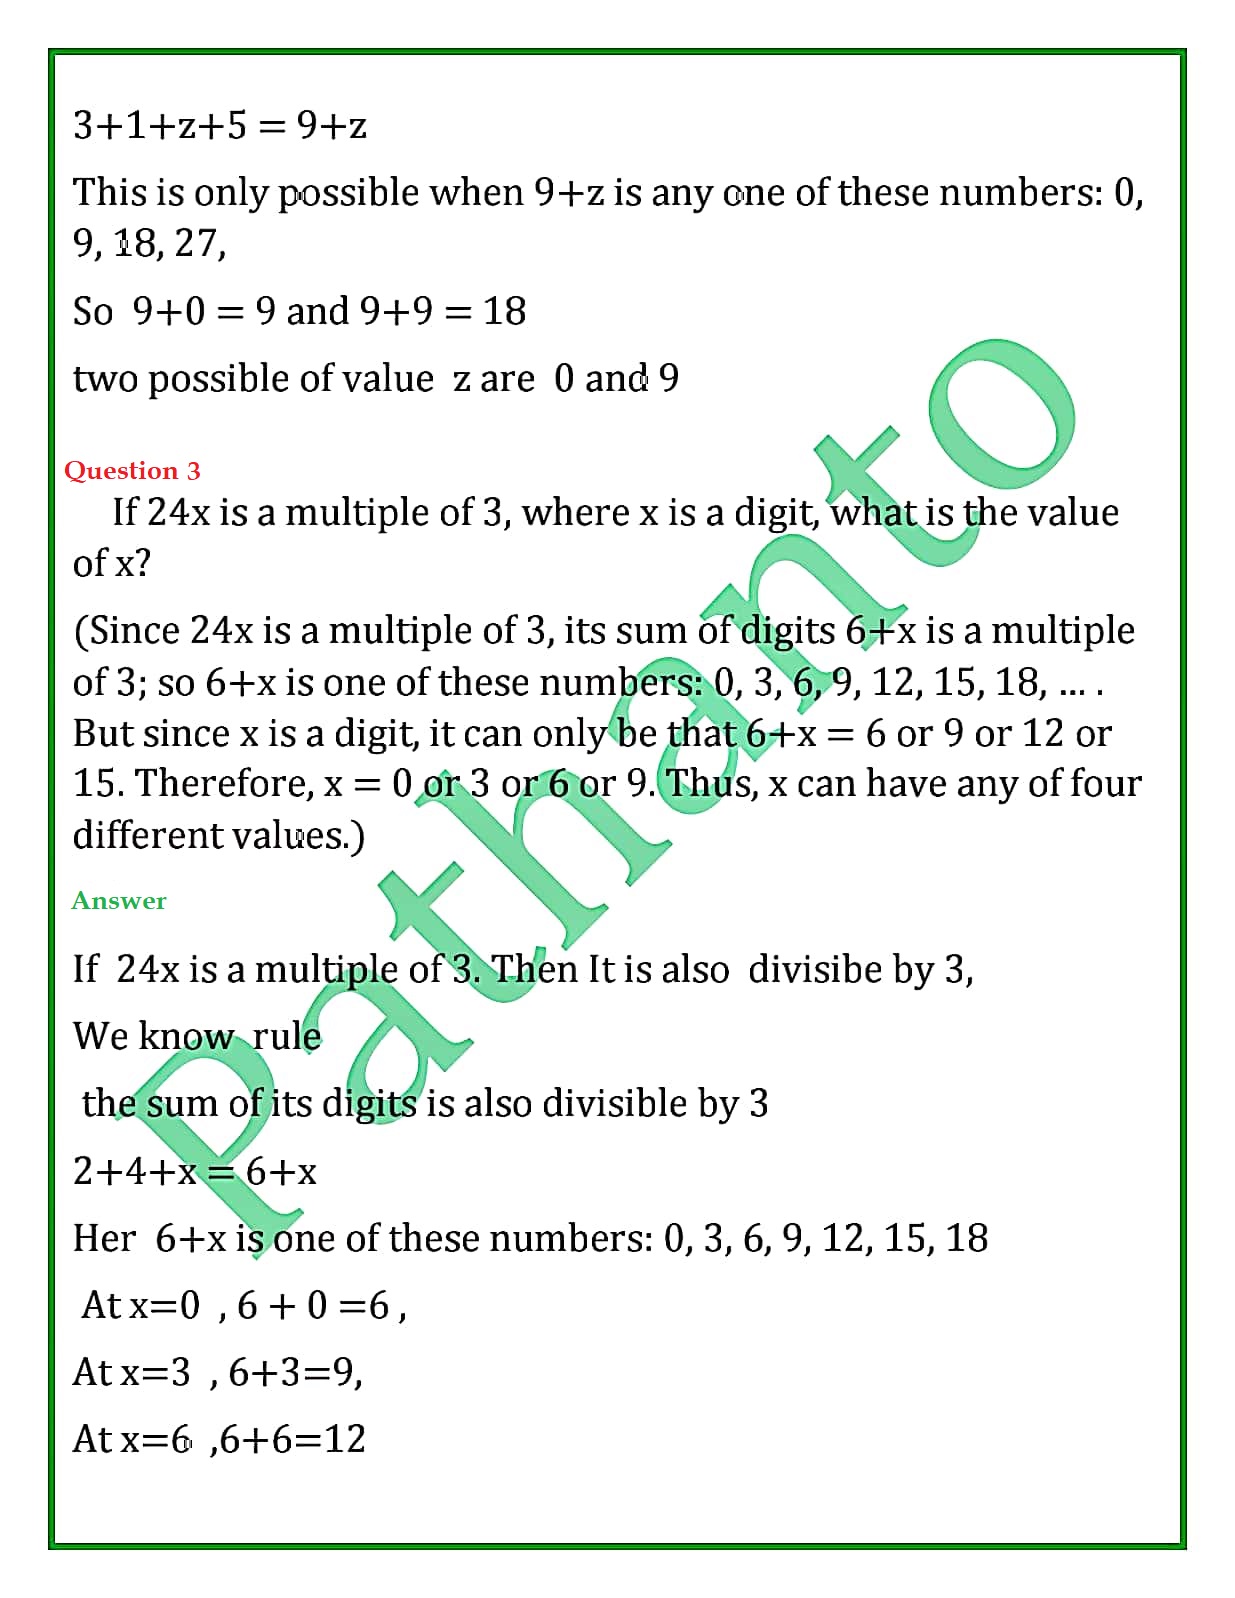 3+1+z+5 = 9+z
This is only possible when 9+z is any one of these numbers: 0,
9, 18, 27,
So  9+0 = 9 and 9+9 = 18
two possible of value  z are  0 and 9
Question 3
If 24x is a multiple of 3, where x is a digit, what is the value
of x?
(Since 24x is a multiple of 3, its sum of digits 6+x is a multiple
of 3; so 6+x is one of these numbers: 0, 3, 6, 9, 12, 15, 18, ... .
But since x is a digit, it can only be that 6+x = 6 or 9 or 12 or
15. Therefore, x = 0 or 3 or 6 or 9. Thus, x can have any of four
different values.)
Answer
If  24x is a multiple of 3. Then It is also  divisibe by 3,
We know  rule
the sum of its digits is also divisible by 3
2+4+x = 6+x
Her  6+x is one of these numbers: 0, 3, 6, 9, 12, 15, 18
At x=0  , 6 + 0 =6 ,
At x=3  , 6+3=9,
At x=6  ,6+6=12
Pathanto